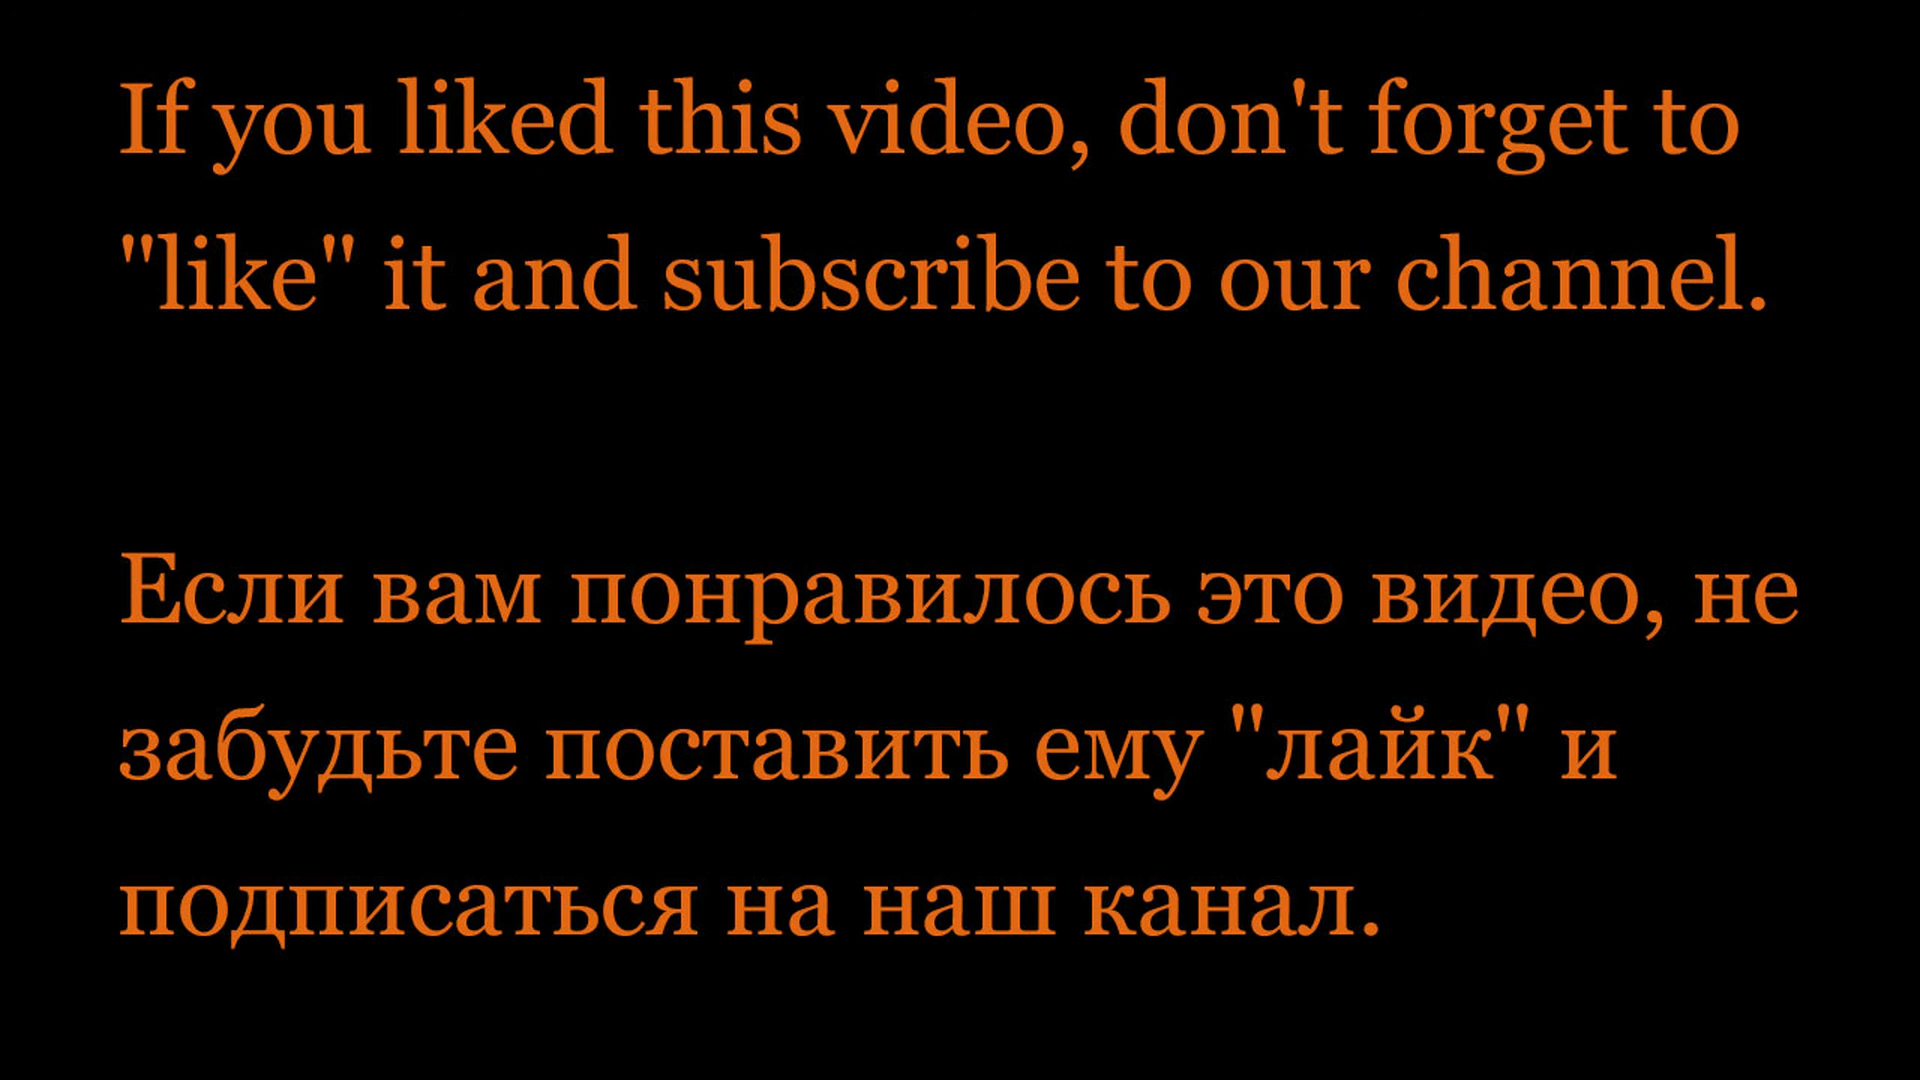 If you liked this video, don't forget to
"like" it and subscribe to our channel.
Если вам понравилось это видео, не
забудьте поставить ему "лайк" и
подписаться на наш канал.